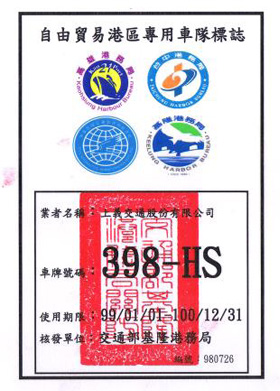 自由貿易港區專用車隊標誌
高雄港務局
Kaohsiung Harbour Bureau
台中港務局
TAICHUNG HARBOR BUREAU
基隆港務局
KEELUNG HARBOR BUREAU
業者名稱：上義交通股份有限公司
車牌號碼：398-HS
使用期限：99/01/01-100/12/31
核發單位：交通部基隆港務局
編號：980726